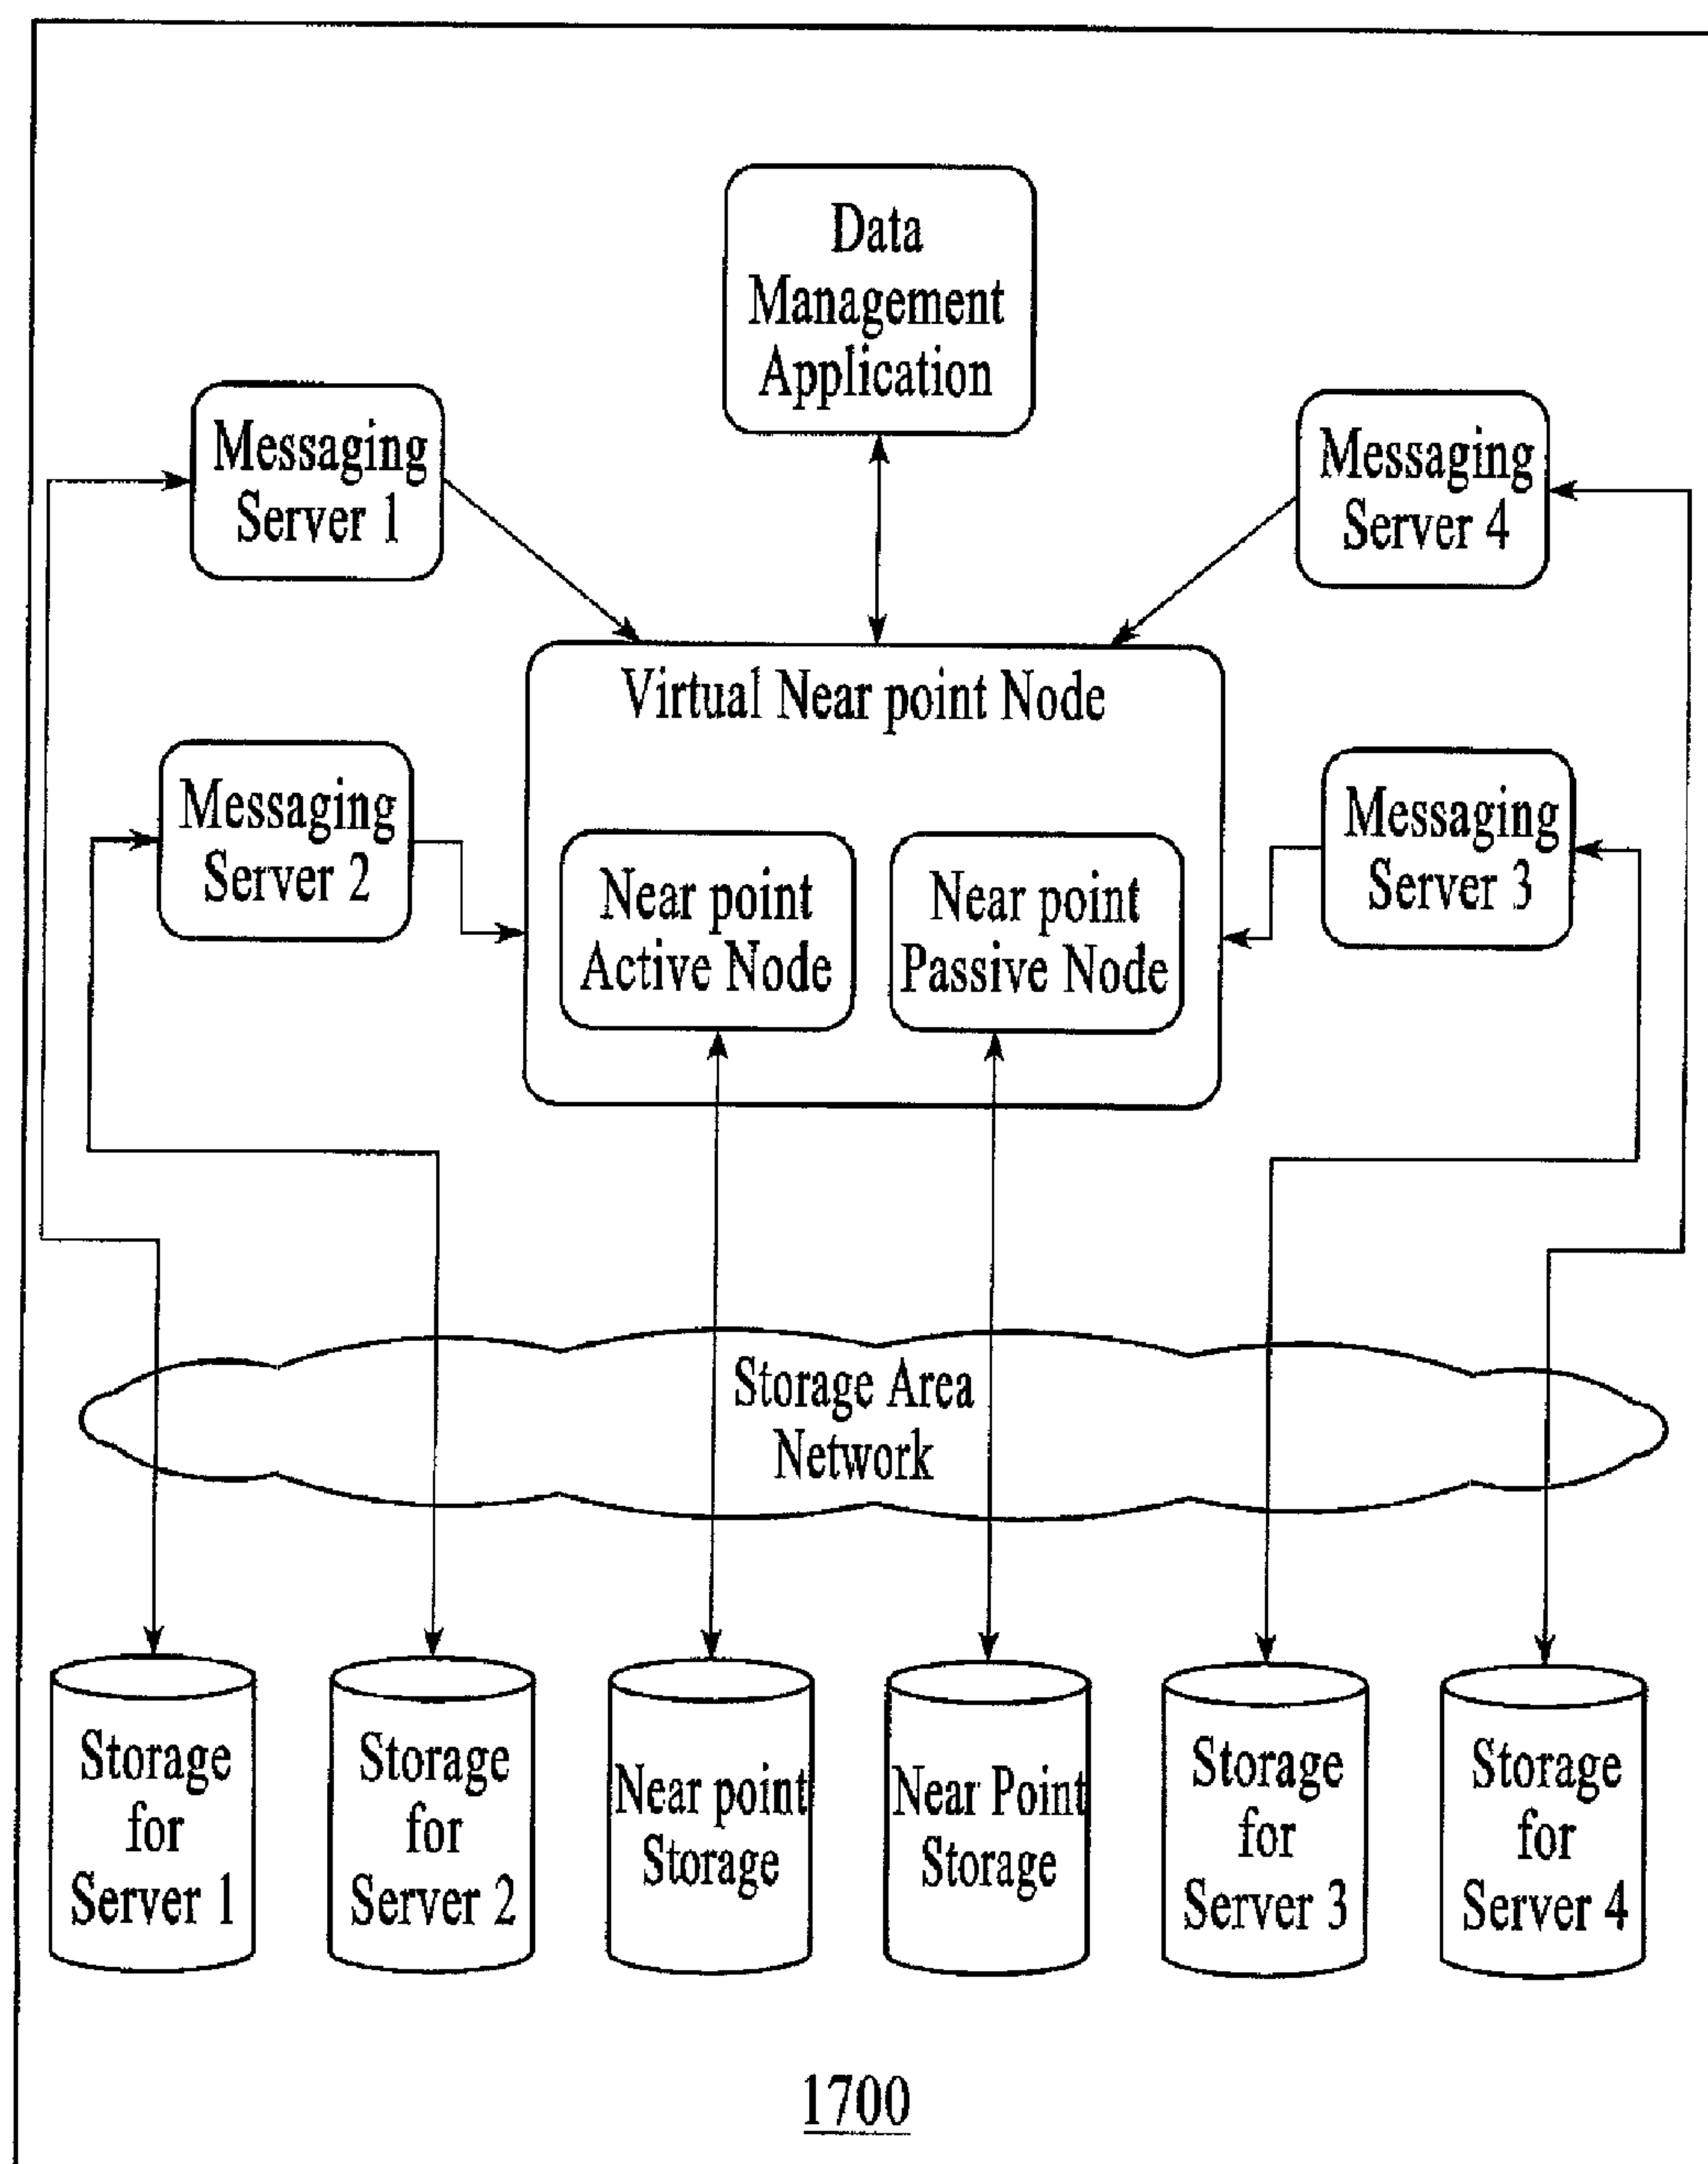 Data
Management
Application
Messaging
Server 1
Messaging
Server 4
Virtual Near point Node
Messaging
Server 2
Messaging
Server 3
Near point
Active Node
Near point
Passive Node
Storage Area
Network
Storage
for
Server 1
Storage
for
Server 2
Near point
Storage
Near Point
Storage
Storage
for
Server 3
Storage
for
Server 4
1700